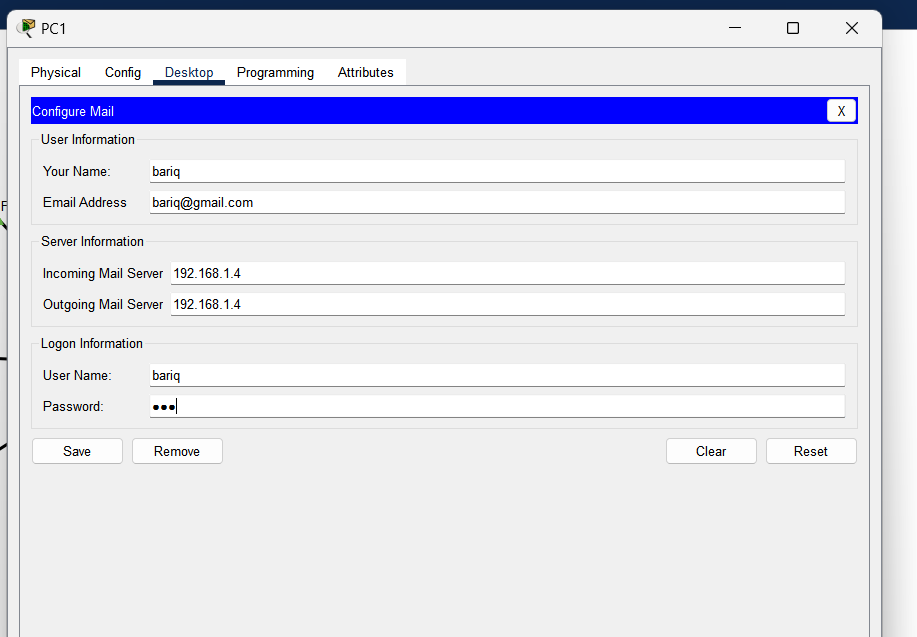 PC1
Physical Config Desktop Programming Attributes
Configure Mail X
User Information
Your Name: bariq
Email Address bariq@gmail.com
Server Information
Incoming Mail Server 192.168.1.4
Outgoing Mail Server 192.168.1.4
Logon Information
User Name: bariq
Password: ●●●
Save Remove Clear Reset
F